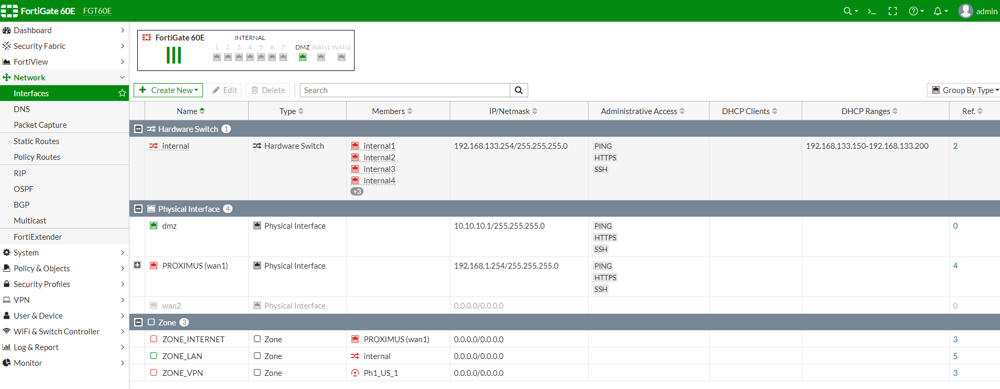 FortiGate 60E FGT60E admin
Dashboard
Security Fabric
FortiView
Network
Interfaces
DNS
Packet Capture
Static Routes
Policy Routes
RIP
OSPF
BGP
Multicast
FortiExtender
System
Policy & Objects
Security Profiles
VPN
User & Device
WiFi & Switch Controller
Log & Report
Monitor
FortiGate 60E INTERNAL
1 2 3 4 5 6 7 DMZ WAN1 WAN2
Create New Edit Delete Search Group By Type
Name Type Members IP/Netmask Administrative Access DHCP Clients DHCP Ranges Ref.
Hardware Switch 1
internal Hardware Switch internal1 192.168.133.254/255.255.255.0 PING 192.168.133.150-192.168.133.200 2
internal2 HTTPS
internal3 SSH
internal4
+3
Physical Interface 4
dmz Physical Interface 10.10.10.1/255.255.255.0 PING 0
HTTPS
SSH
PROXIMUS (wan1) Physical Interface 192.168.1.254/255.255.255.0 PING 4
HTTPS
SSH
wan2 Physical Interface 0.0.0.0/0.0.0.0 0
Zone 3
ZONE_INTERNET Zone PROXIMUS (wan1) 0.0.0.0/0.0.0.0 3
ZONE_LAN Zone internal 0.0.0.0/0.0.0.0 5
ZONE_VPN Zone Ph1_US_1 0.0.0.0/0.0.0.0 3